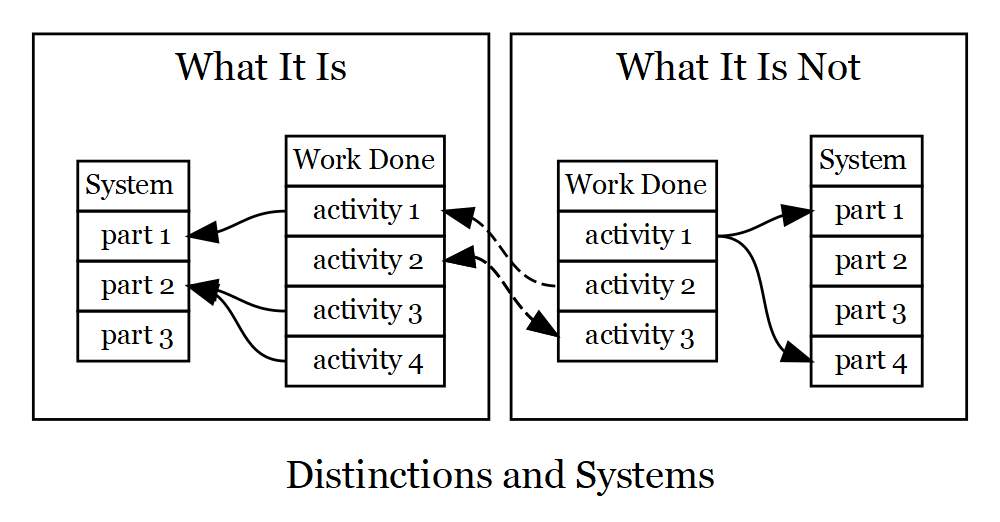 What It Is
System
part 1
part 2
part 3
Work Done
activity 1
activity 2
activity 3
activity 4
What It Is Not
Work Done
activity 1
activity 2
activity 3
System
part 1
part 2
part 3
part 4
Distinctions and Systems